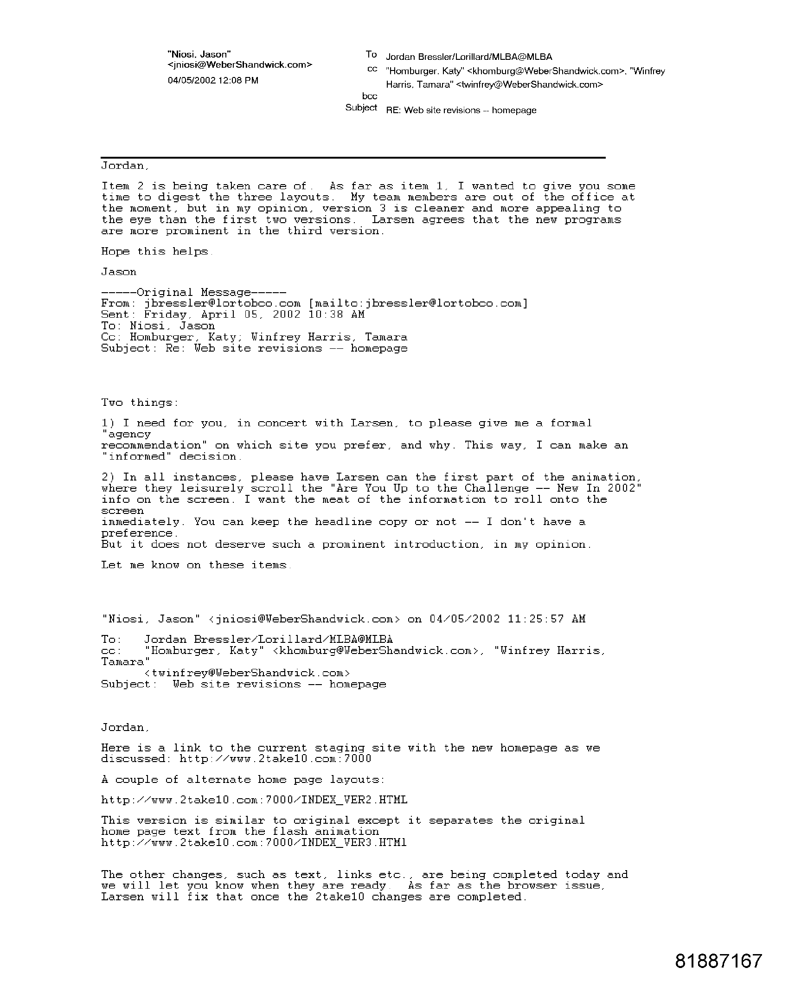 "Niosi, Jason"
<jniosi@WeberShandwick.com>
04/05/2002 12:08 PM
To Jordan Bressler/Lorillard/MLBA@MLBA
cc "Homburger, Katy" <khomburg@WeberShandwick.com>, "Winfrey
Harris, Tamara" <twinfrey@WeberShandwick.com>
bcc
Subject RE: Web site revisions -- homepage
Jordan,
Item 2 is being taken care of. As far as item 1, I wanted to give you some
time to digest the three layouts. My team members are out of the office at
the moment, but in my opinion, version 3 is cleaner and more appealing to
the eye than the first two versions. Larsen agrees that the new programs
are more prominent in the third version.
Hope this helps.
Jason
-----Original Message-----
From: jbressler@lortobco.com [mailto:jbressler@lortobco.com]
Sent: Friday, April 05, 2002 10:38 AM
To: Niosi, Jason
Cc: Homburger, Katy; Winfrey Harris, Tamara
Subject: Re: Web site revisions -- homepage
Two things:
1) I need for you, in concert with Larsen, to please give me a formal
"agency
recommendation" on which site you prefer, and why. This way, I can make an
"informed" decision.
2) In all instances, please have Larsen can the first part of the animation,
where they leisurely scroll the "Are You Up to the Challenge -- New In 2002"
info on the screen. I want the meat of the information to roll onto the
screen
immediately. You can keep the headline copy or not -- I don't have a
preference.
But it does not deserve such a prominent introduction, in my opinion.
Let me know on these items.
"Niosi, Jason" <jniosi@WeberShandwick.com> on 04/05/2002 11:25:57 AM
To: Jordan Bressler/Lorillard/MLBA@MLBA
cc: "Homburger, Katy" <khomburg@WeberShandwick.com>, "Winfrey Harris,
Tamara"
<twinfrey@WeberShandwick.com>
Subject: Web site revisions -- homepage
Jordan,
Here is a link to the current staging site with the new homepage as we
discussed: http://www.2take10.com:7000
A couple of alternate home page layouts:
http://www.2take10.com:7000/INDEX_VER2.HTML
This version is similar to original except it separates the original
home page text from the flash animation
http://www.2take10.com:7000/INDEX_VER3.HTMl
The other changes, such as text, links etc., are being completed today and
we will let you know when they are ready. As far as the browser issue,
Larsen will fix that once the 2take10 changes are completed.
81887167